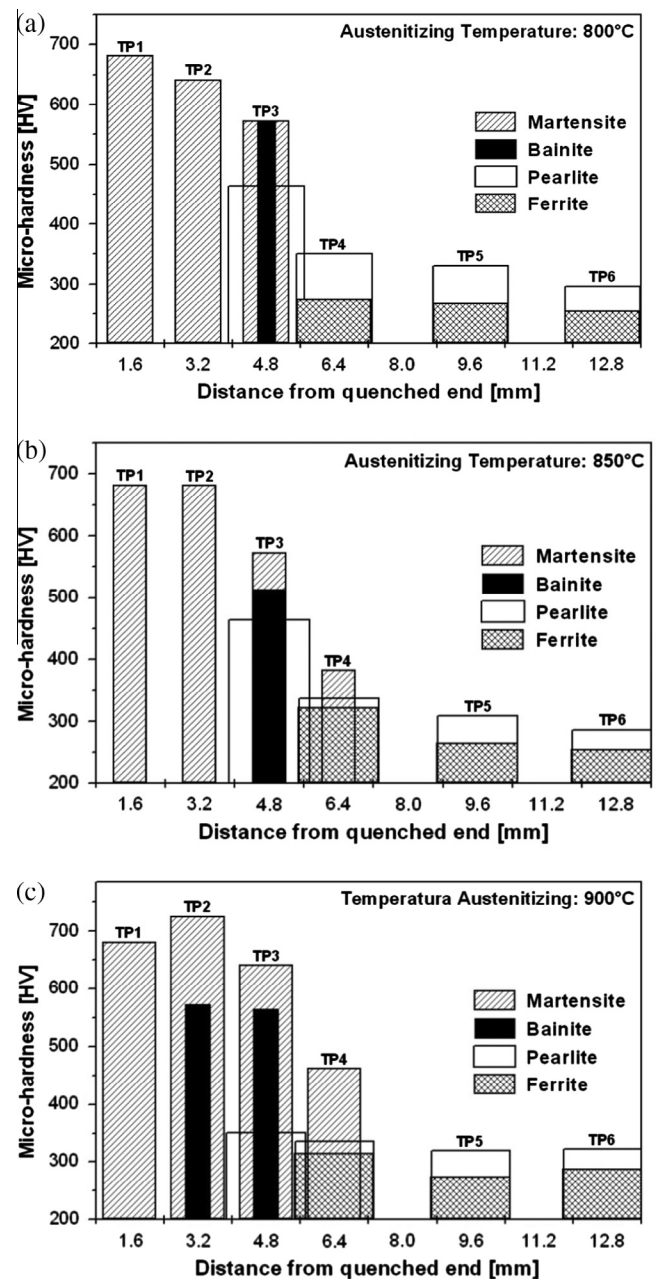 (a)
Austenitizing Temperature: 800°C
Micro-hardness [HV]
700
600
500
400
300
200
TP1
TP2
TP3
TP4
TP5
TP6
Martensite
Bainite
Pearlite
Ferrite
1.6 3.2 4.8 6.4 8.0 9.6 11.2 12.8
Distance from quenched end [mm]
(b)
Austenitizing Temperature: 850°C
Micro-hardness [HV]
700
600
500
400
300
200
TP1
TP2
TP3
TP4
TP5
TP6
Martensite
Bainite
Pearlite
Ferrite
1.6 3.2 4.8 6.4 8.0 9.6 11.2 12.8
Distance from quenched end [mm]
(c)
Temperatura Austenitizing: 900°C
Micro-hardness [HV]
700
600
500
400
300
200
TP1
TP2
TP3
TP4
TP5
TP6
Martensite
Bainite
Pearlite
Ferrite
1.6 3.2 4.8 6.4 8.0 9.6 11.2 12.8
Distance from quenched end [mm]